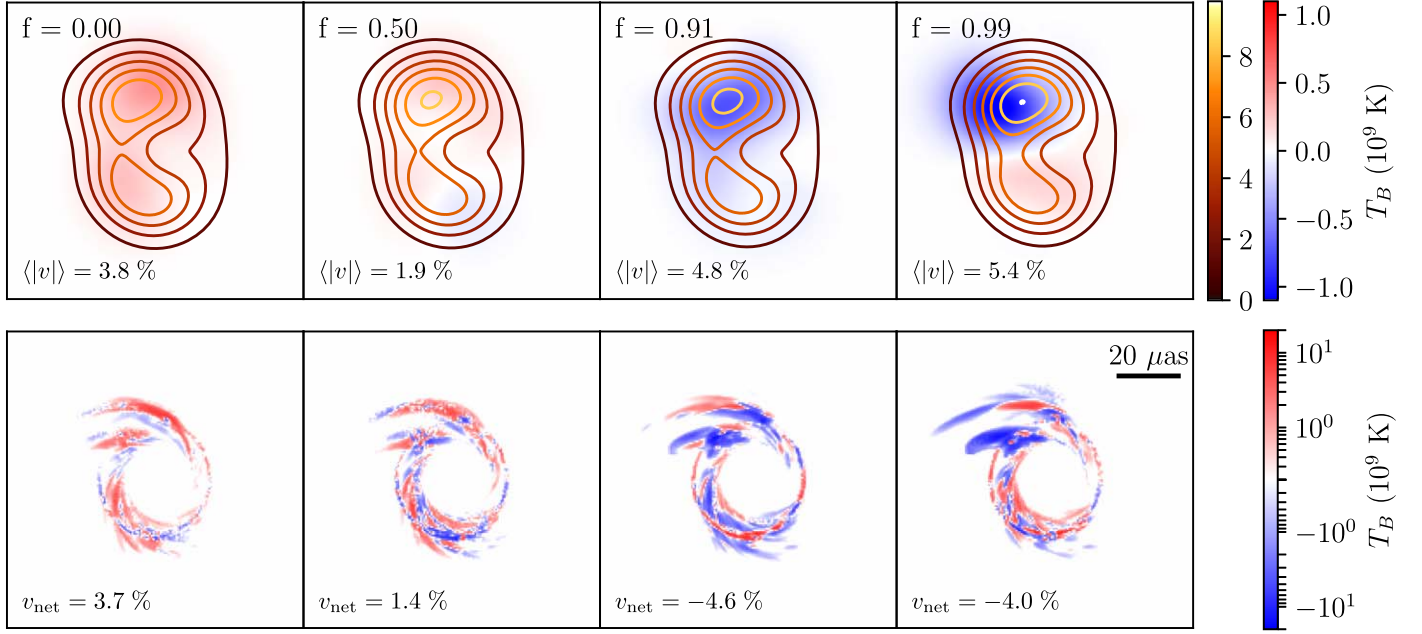 f = 0.00
f = 0.50
f = 0.91
f = 0.99
⟨|v|⟩ = 3.8 %
⟨|v|⟩ = 1.9 %
⟨|v|⟩ = 4.8 %
⟨|v|⟩ = 5.4 %
8
6
4
2
0
1.0
0.5
0.0
−0.5
−1.0
T_B (10^9 K)
20 μas
v_net = 3.7 %
v_net = 1.4 %
v_net = −4.6 %
v_net = −4.0 %
10^1
10^0
−10^0
−10^1
T_B (10^9 K)